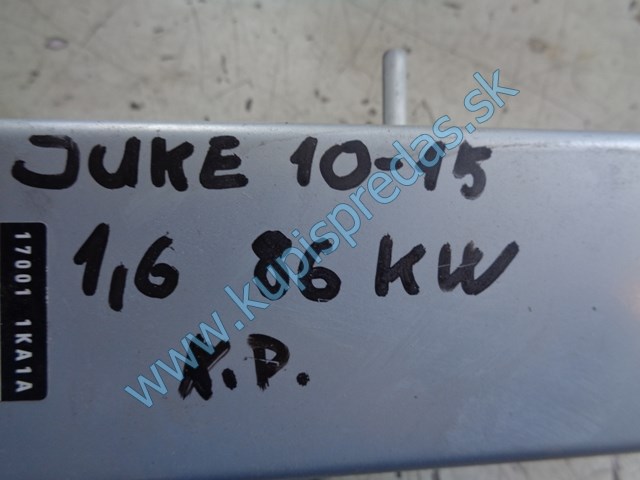 JUKE 10-15
1,6 86 KW
X.P.
17001 1KA1A
www.kupispredas.sk